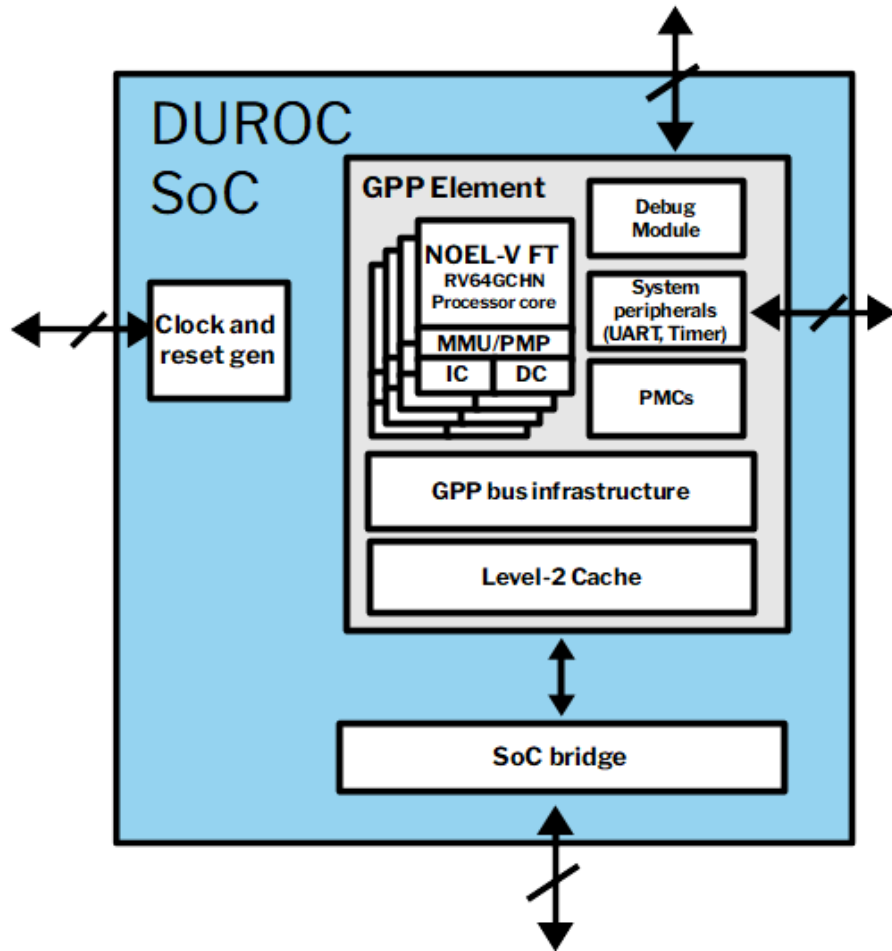 DUROC
SoC
GPP Element
NOEL-V FT
RV64GCHN
Processor core
MMU/PMP
IC
DC
Debug
Module
System
peripherals
(UART, Timer)
PMCs
Clock and
reset gen
GPP bus infrastructure
Level-2 Cache
SoC bridge